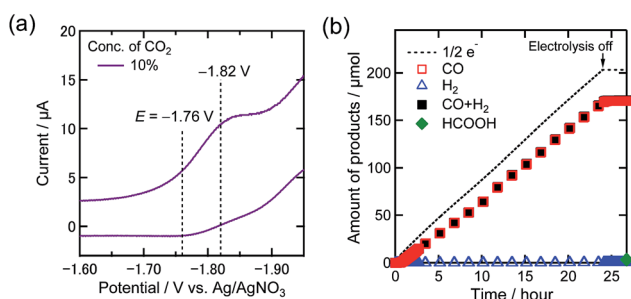 (a)
Conc. of CO₂
10%
−1.82 V
E = −1.76 V
Current / μA
20
15
10
5
0
−1.60
−1.70
−1.80
−1.90
Potential / V vs. Ag/AgNO₃
(b)
1/2 e⁻
CO
H₂
CO+H₂
HCOOH
Electrolysis off
Amount of products / μmol
200
150
100
50
0
0
5
10
15
20
25
Time / hour